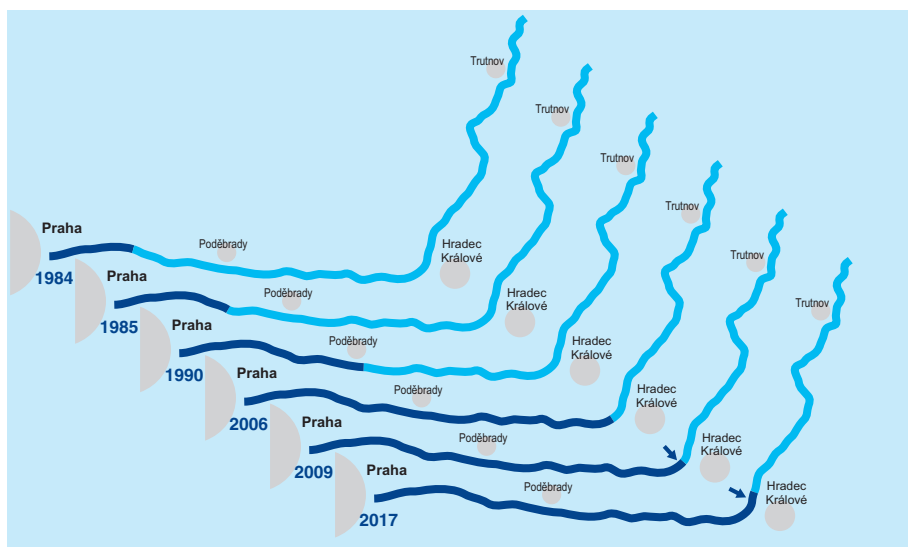 Trutnov
Praha
Poděbrady
Hradec
Králové
1984
Trutnov
Praha
Poděbrady
Hradec
Králové
1985
Trutnov
Praha
Poděbrady
Hradec
Králové
1990
Trutnov
Praha
Poděbrady
Hradec
Králové
2006
Trutnov
Praha
Poděbrady
Hradec
Králové
2009
Trutnov
Praha
Poděbrady
Hradec
Králové
2017